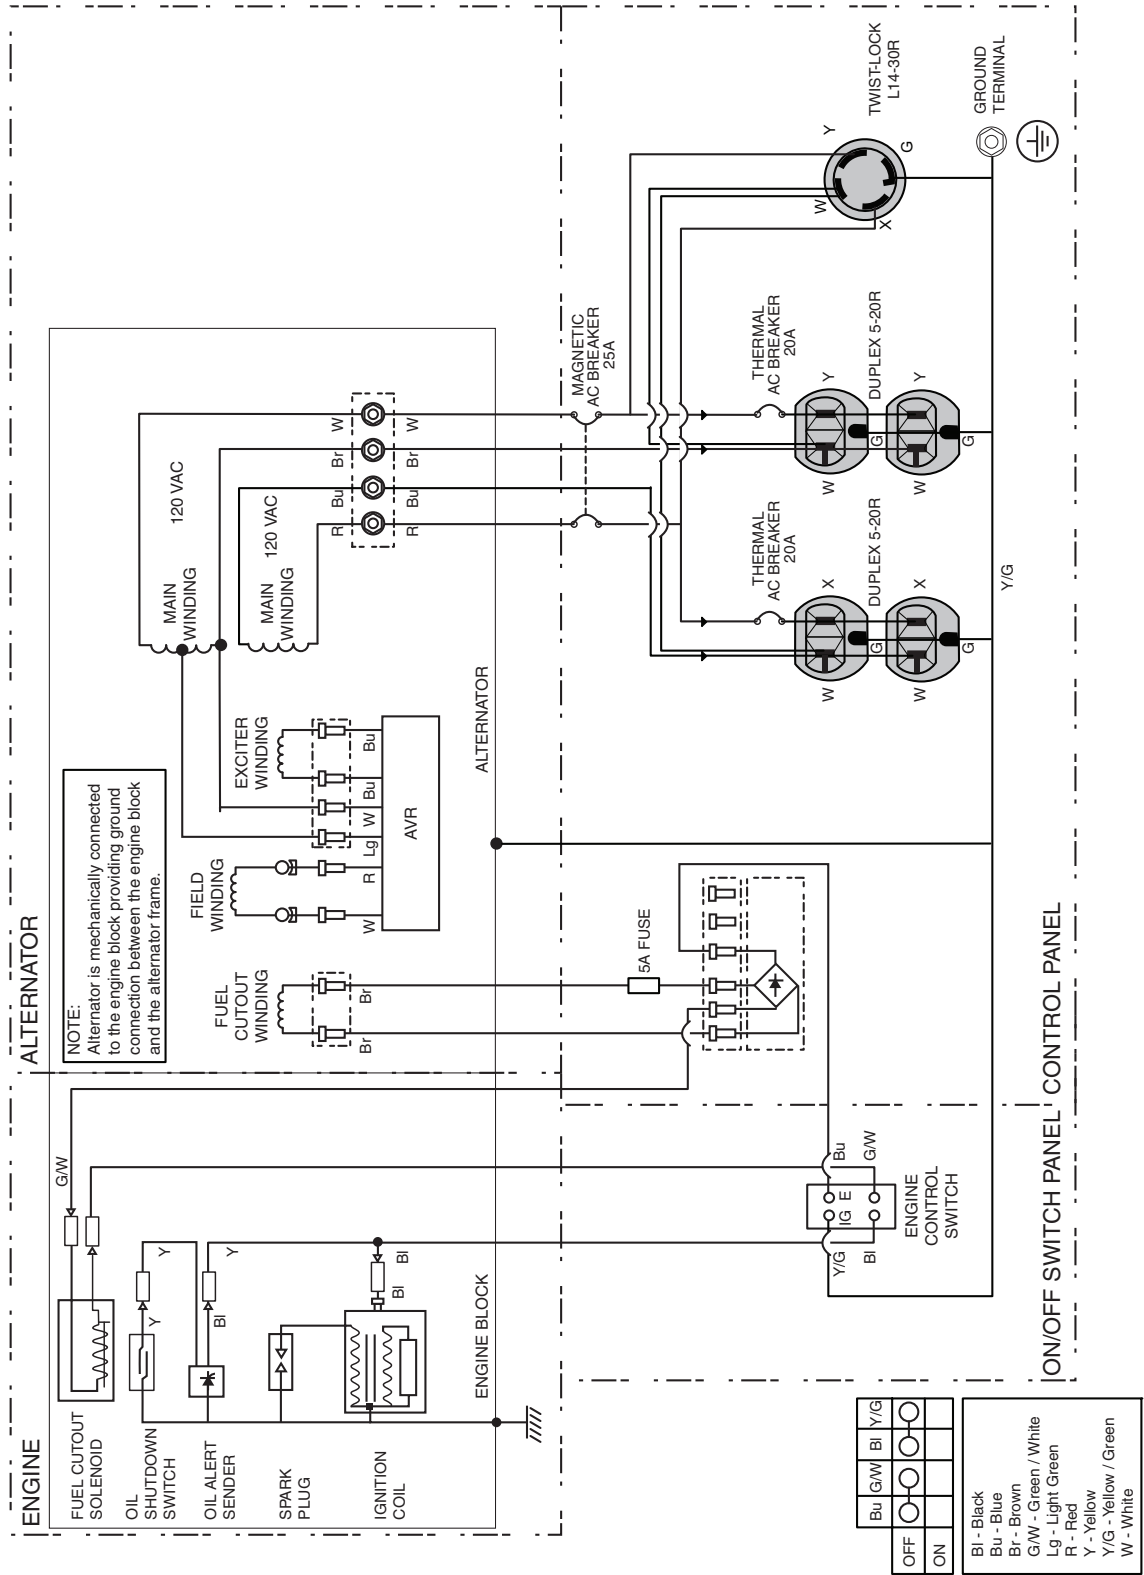 ENGINE
FUEL CUTOUT
SOLENOID
OIL
SHUTDOWN
SWITCH
OIL ALERT
SENDER
SPARK
PLUG
IGNITION
COIL
G/W
Y
Y
Y
Bl
Bl
Bl
ENGINE BLOCK
ALTERNATOR
NOTE:
Alternator is mechanically connected
to the engine block providing ground
connection between the engine block
and the alternator frame.
FUEL
CUTOUT
WINDING
Br
Br
FIELD
WINDING
EXCITER
WINDING
W
R
Lg
W
Bu
Bu
AVR
ALTERNATOR
MAIN
WINDING
120 VAC
MAIN
WINDING
120 VAC
R
Bu
Br
W
R
Bu
Br
W
MAGNETIC
AC BREAKER
25A
5A FUSE
THERMAL
AC BREAKER
20A
THERMAL
AC BREAKER
20A
W
X
DUPLEX 5-20R
G
W
X
G
W
Y
DUPLEX 5-20R
G
W
Y
G
Y
W
X
G
TWIST-LOCK
L14-30R
GROUND
TERMINAL
Y/G
CONTROL PANEL
ON/OFF SWITCH PANEL
Bu
G/W
IG E
Y/G
Bl
ENGINE
CONTROL
SWITCH
Bu G/W Bl Y/G
OFF
ON
Bl - Black
Bu - Blue
Br - Brown
G/W - Green / White
Lg - Light Green
R - Red
Y - Yellow
Y/G - Yellow / Green
W - White